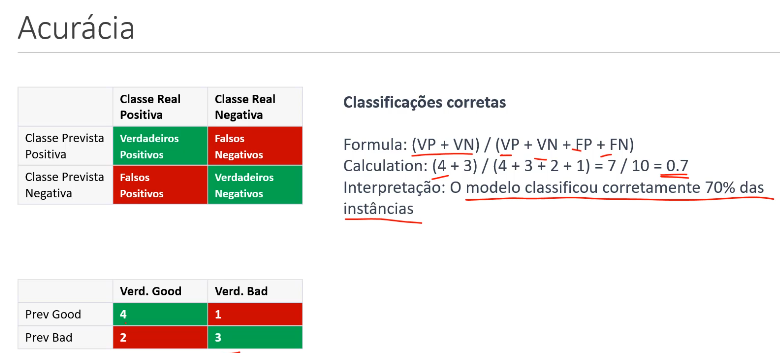 Acurácia
Classe Real Positiva
Classe Real Negativa
Classe Prevista Positiva
Verdadeiros Positivos
Falsos Negativos
Classe Prevista Negativa
Falsos Positivos
Verdadeiros Negativos
Classificações corretas
Formula: (VP + VN) / (VP + VN + FP + FN)
Calculation: (4 + 3) / (4 + 3 + 2 + 1) = 7 / 10 = 0.7
Interpretação: O modelo classificou corretamente 70% das
instâncias
Verd. Good Verd. Bad
Prev Good 4 1
Prev Bad 2 3